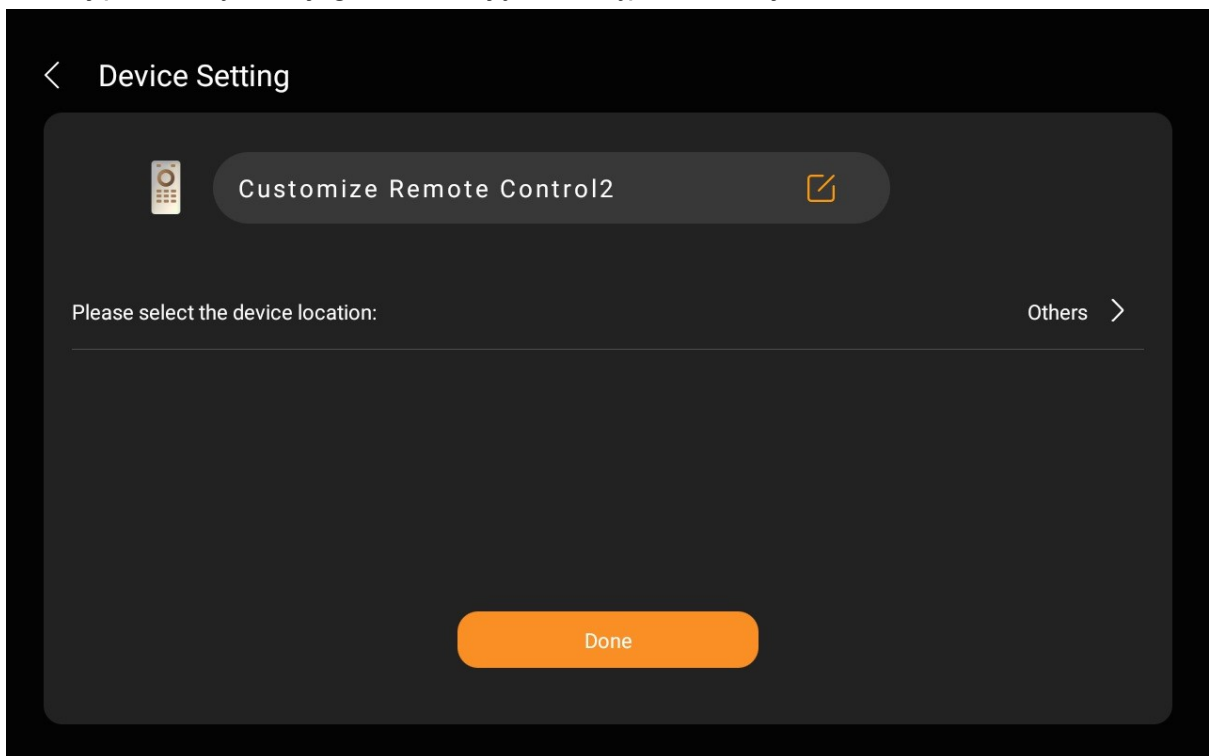 Device Setting
Customize Remote Control2
Please select the device location:
Others
Done